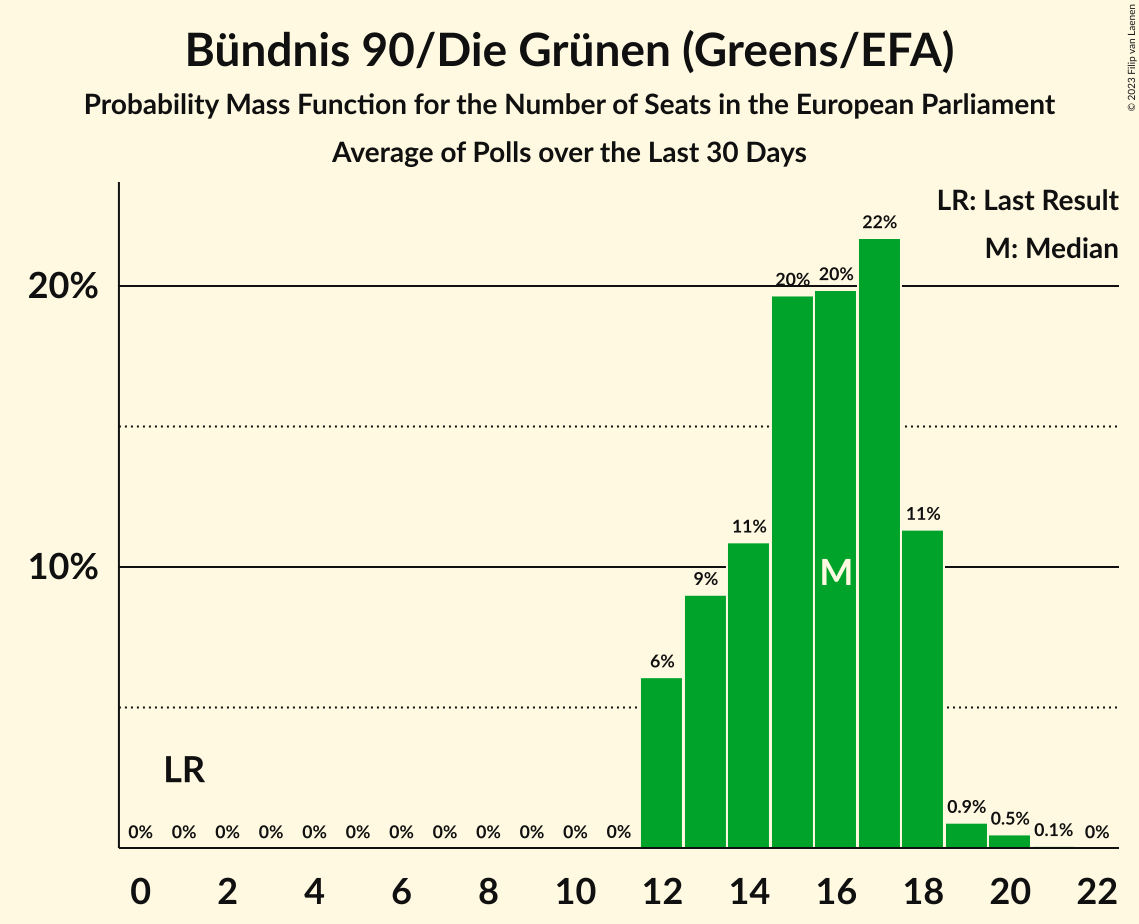 Bündnis 90/Die Grünen (Greens/EFA)
Probability Mass Function for the Number of Seats in the European Parliament
Average of Polls over the Last 30 Days
© 2023 Filip van Laenen
LR: Last Result
M: Median
22%
20%
20% 20%
11%
11%
10%
9%
M
6%
LR
0% 0% 0% 0% 0% 0% 0% 0% 0% 0% 0% 0% 0.9% 0.5% 0.1% 0%
0 2 4 6 8 10 12 14 16 18 20 22